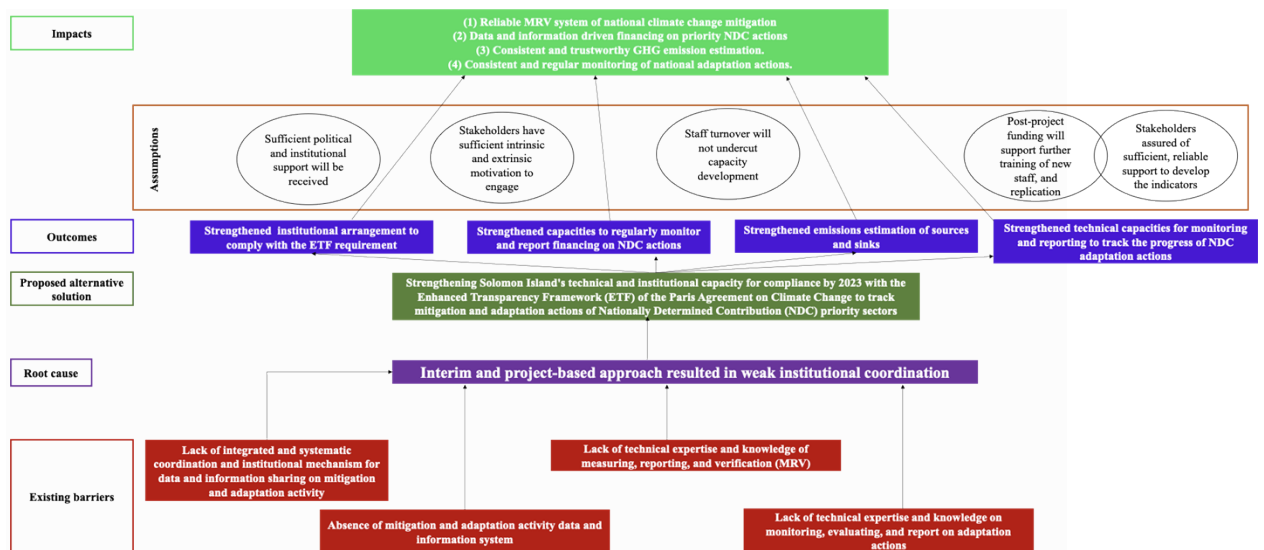 Impacts
(1) Reliable MRV system of national climate change mitigation
(2) Data and information driven financing on priority NDC actions
(3) Consistent and trustworthy GHG emission estimation.
(4) Consistent and regular monitoring of national adaptation actions.
Assumptions
Sufficient political
and institutional
support will be
received
Stakeholders have
sufficient intrinsic
and extrinsic
motivation to
engage
Staff turnover will
not undercut
capacity
development
Post-project
funding will
support further
training of new
staff, and
replication
Stakeholders
assured of
sufficient, reliable
support to develop
the indicators
Outcomes
Strengthened institutional arrangement to
comply with the ETF requirement
Strengthened capacities to regularly monitor
and report financing on NDC actions
Strengthened emissions estimation of sources
and sinks
Strengthened technical capacities for monitoring
and reporting to track the progress of NDC
adaptation actions
Proposed alternative
solution
Strengthening Solomon Island's technical and institutional capacity for compliance by 2023 with the
Enhanced Transparency Framework (ETF) of the Paris Agreement on Climate Change to track
mitigation and adaptation actions of Nationally Determined Contribution (NDC) priority sectors
Root cause
Interim and project-based approach resulted in weak institutional coordination
Existing barriers
Lack of integrated and systematic
coordination and institutional mechanism for
data and information sharing on mitigation
and adaptation activity
Lack of technical expertise and knowledge of
measuring, reporting, and verification (MRV)
Absence of mitigation and adaptation activity data and
information system
Lack of technical expertise and knowledge on
monitoring, evaluating, and report on adaptation
actions